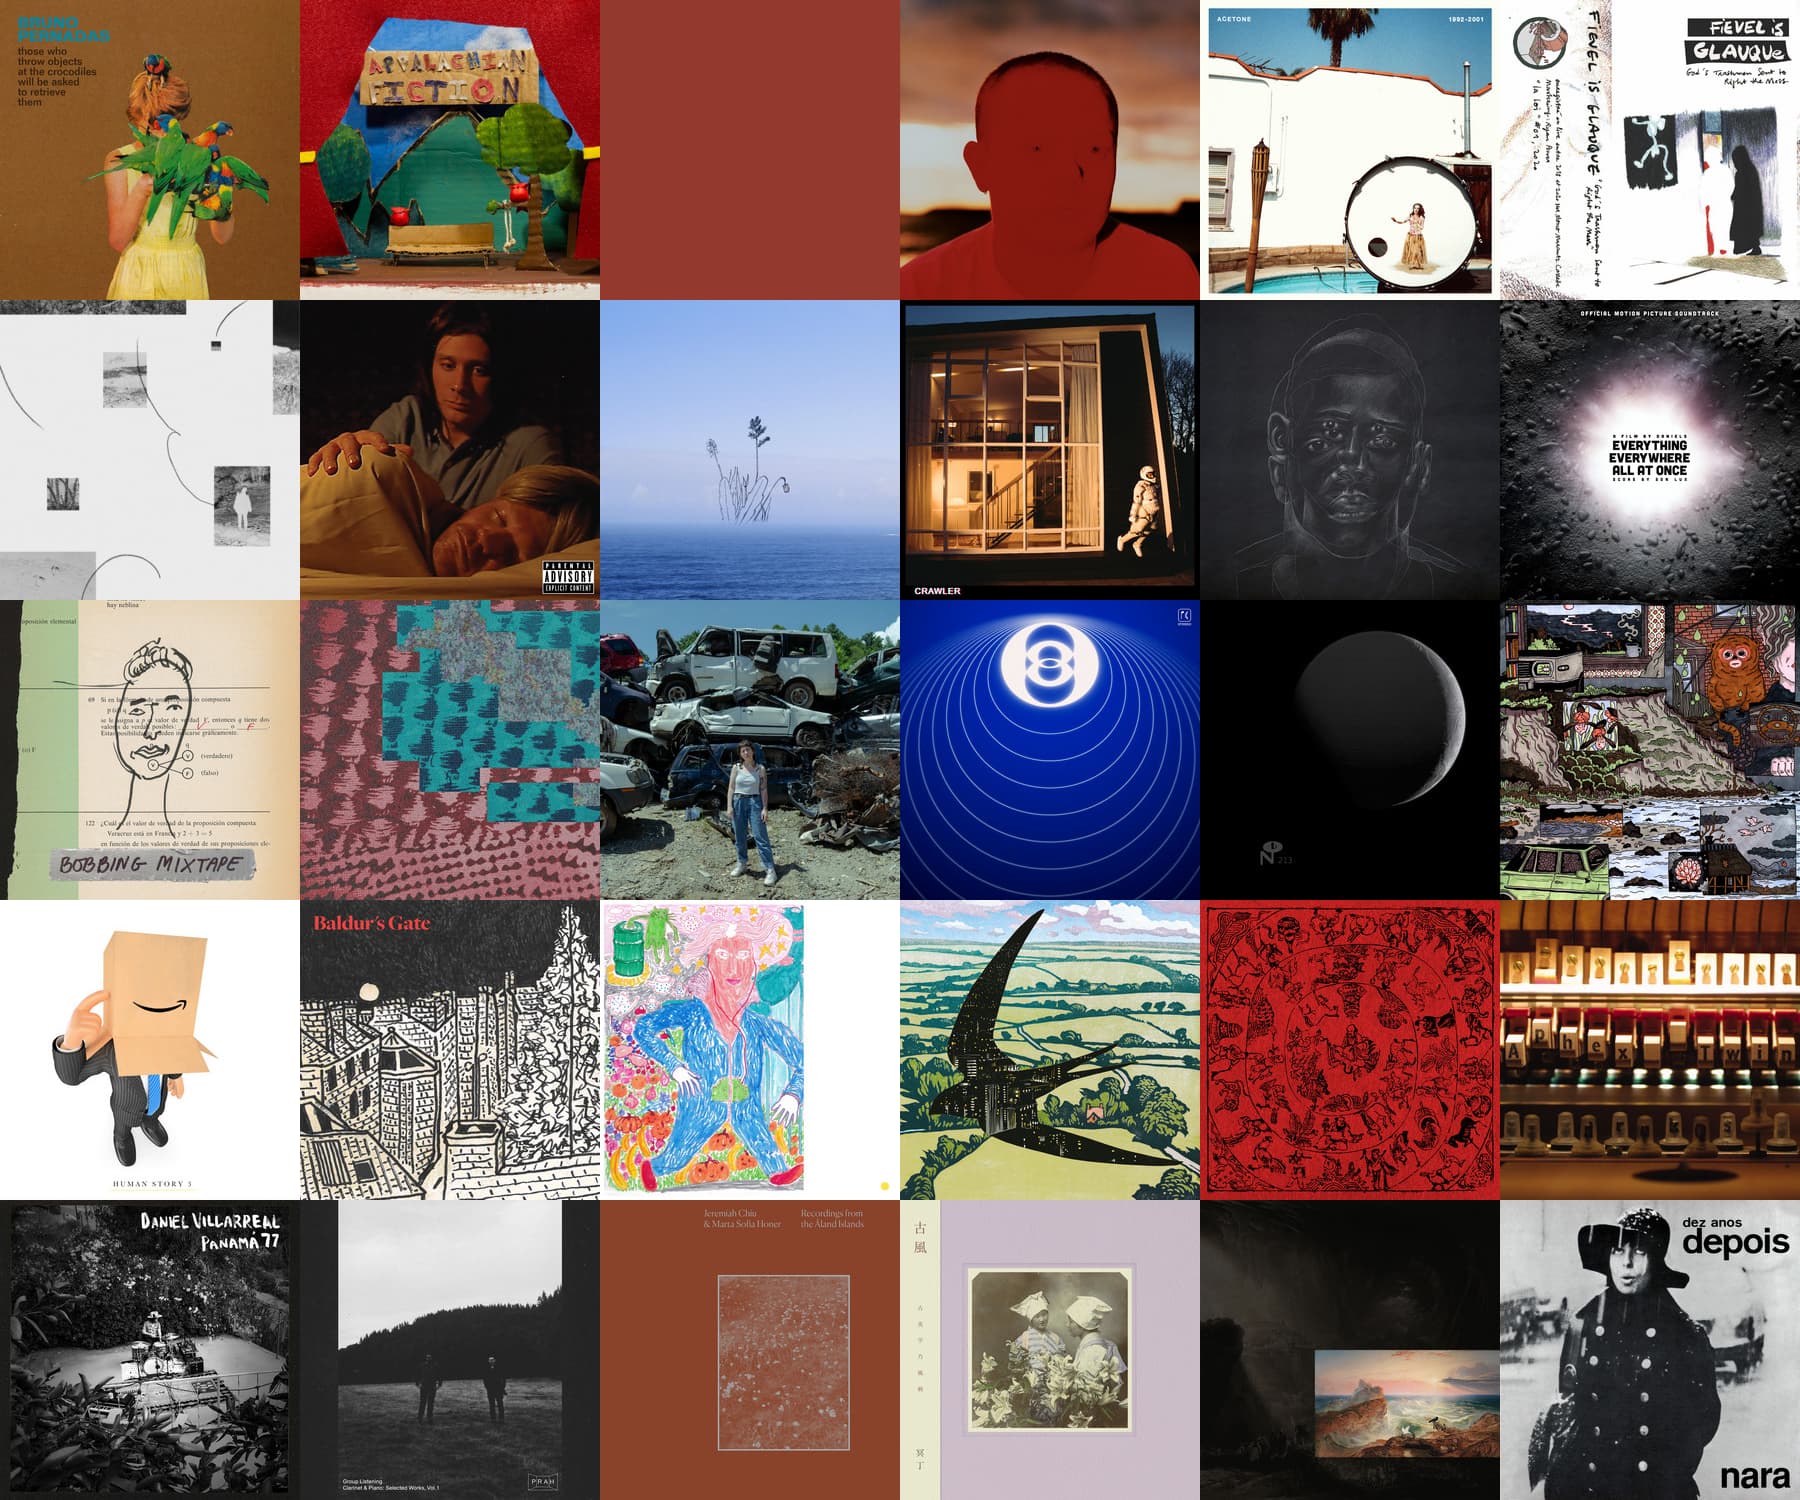 BRUNO
PERNADAS
those who
throw objects
at the crocodiles
will be asked
to retrieve
them
APPALACHIAN
FICTION
ACETONE
1992-2001
FiEVEL iS
GLAUQUE
God's Trashmen Sent to
Right the Mess
FiEVEL iS GLAUQUE "God's Trashmen Sent to
Right the Mess"
PARENTAL
ADVISORY
EXPLICIT CONTENT
CRAWLER
OFFICIAL MOTION PICTURE SOUNDTRACK
A FILM BY DANIELS
EVERYTHING
EVERYWHERE
ALL AT ONCE
SCORE BY SON LUX
hay neblina
oposición elemental
69 Si en la
de una proposición compuesta
se le asigna a p el valor de verdad V, entonces q tiene dos
valores de verdad posibles: V o F
Estas posibilidades pueden indicarse gráficamente.
q
V (verdadero)
F (falso)
(o) F
122 ¿Cuál es el valor de verdad de la proposición compuesta
Veracruz está en Francia y 2 + 3 = 5
en función de los valores de verdad de sus proposiciones ele-
BOBBING MIXTAPE
N 213
HUMAN STORY 3
Baldur's Gate
Aphex Twin
DANIEL VILLARREAL
PANAMÁ 77
Group Listening
Clarinet & Piano: Selected Works, Vol.1
PRAH
Jeremiah Chiu
& Marta Sofia Honer
Recordings from
the Åland Islands
古風
冥丁
dez anos
depois
nara